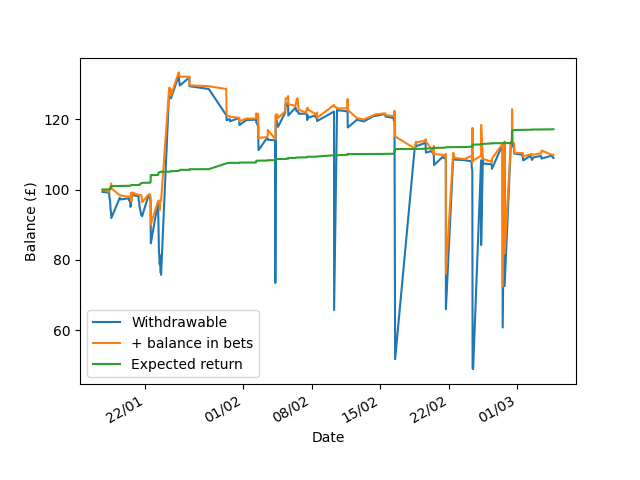 120
100
80
60
Balance (£)
Withdrawable
+ balance in bets
Expected return
22/01
01/02
08/02
15/02
22/02
01/03
Date